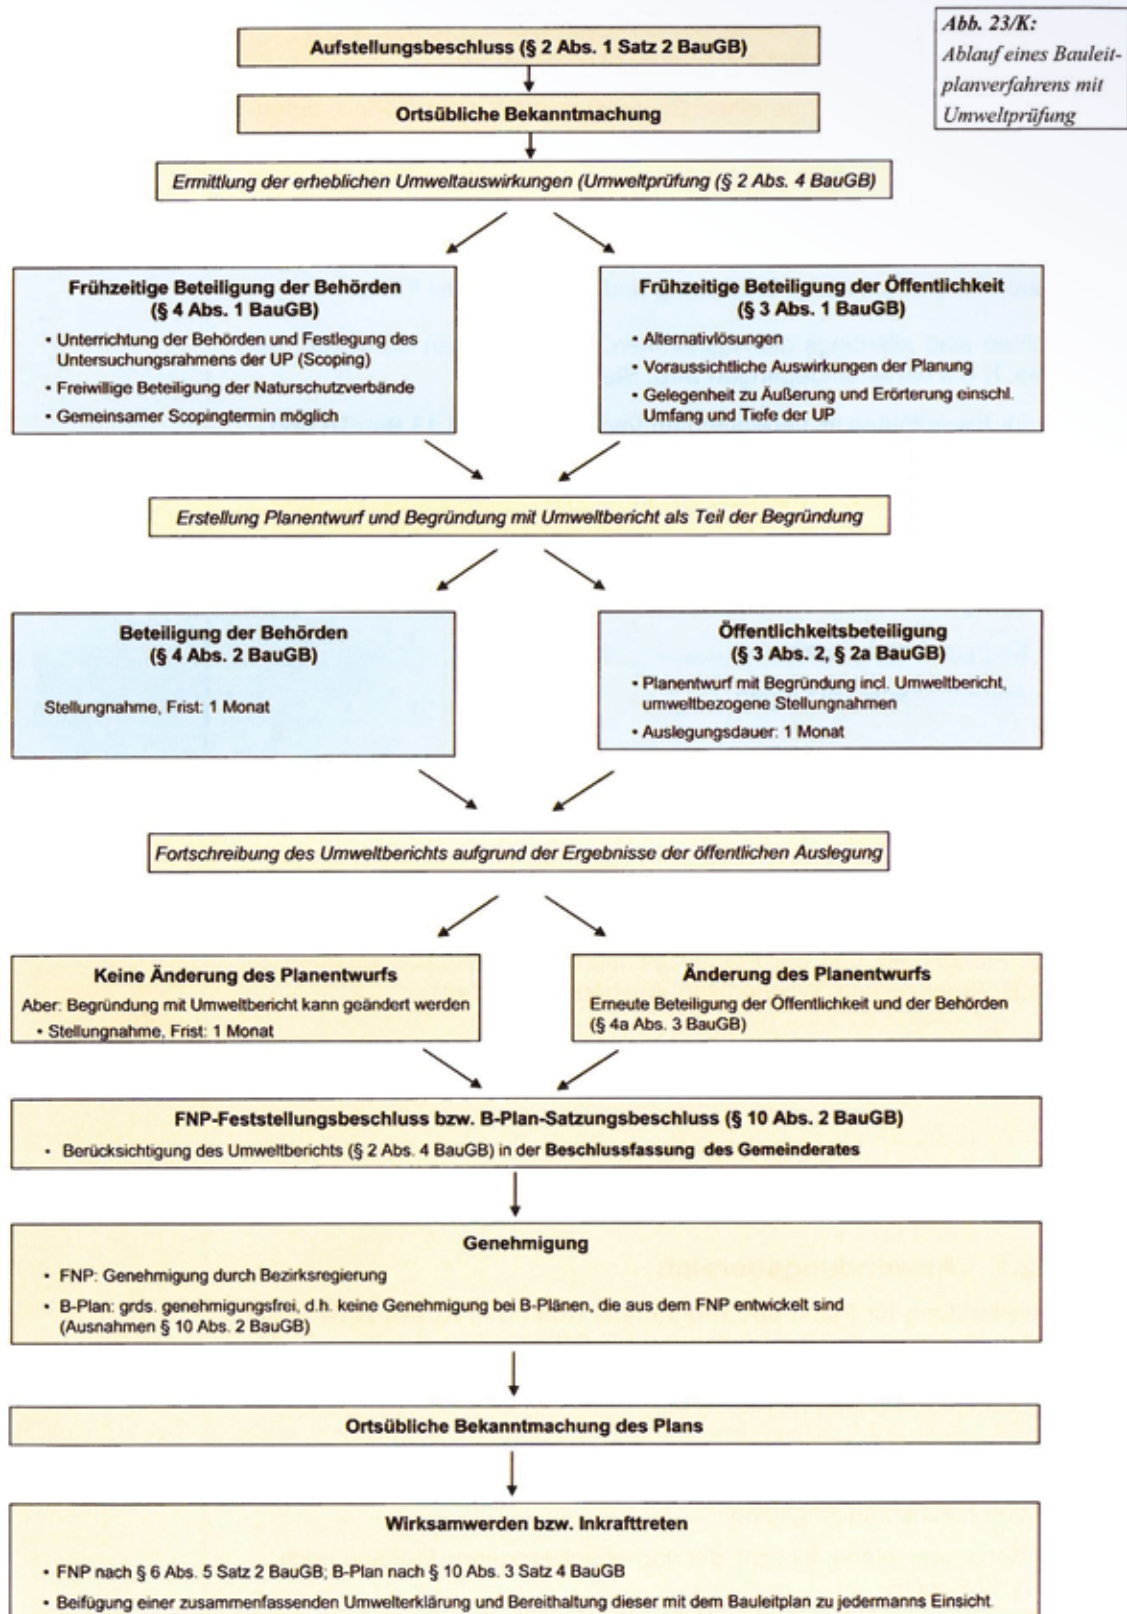 Abb. 23/K:
Ablauf eines Bauleit-
planverfahrens mit
Umweltprüfung
Aufstellungsbeschluss (§ 2 Abs. 1 Satz 2 BauGB)
Ortsübliche Bekanntmachung
Ermittlung der erheblichen Umweltauswirkungen (Umweltprüfung (§ 2 Abs. 4 BauGB)
Frühzeitige Beteiligung der Behörden
(§ 4 Abs. 1 BauGB)
• Unterrichtung der Behörden und Festlegung des
Untersuchungsrahmens der UP (Scoping)
• Freiwillige Beteiligung der Naturschutzverbände
• Gemeinsamer Scopingtermin möglich
Frühzeitige Beteiligung der Öffentlichkeit
(§ 3 Abs. 1 BauGB)
• Alternativlösungen
• Voraussichtliche Auswirkungen der Planung
• Gelegenheit zu Äußerung und Erörterung einschl.
Umfang und Tiefe der UP
Erstellung Planentwurf und Begründung mit Umweltbericht als Teil der Begründung
Beteiligung der Behörden
(§ 4 Abs. 2 BauGB)
Stellungnahme, Frist: 1 Monat
Öffentlichkeitsbeteiligung
(§ 3 Abs. 2, § 2a BauGB)
• Planentwurf mit Begründung incl. Umweltbericht,
umweltbezogene Stellungnahmen
• Auslegungsdauer: 1 Monat
Fortschreibung des Umweltberichts aufgrund der Ergebnisse der öffentlichen Auslegung
Keine Änderung des Planentwurfs
Aber: Begründung mit Umweltbericht kann geändert werden
• Stellungnahme, Frist: 1 Monat
Änderung des Planentwurfs
Erneute Beteiligung der Öffentlichkeit und der Behörden
(§ 4a Abs. 3 BauGB)
FNP-Feststellungsbeschluss bzw. B-Plan-Satzungsbeschluss (§ 10 Abs. 2 BauGB)
• Berücksichtigung des Umweltberichts (§ 2 Abs. 4 BauGB) in der Beschlussfassung des Gemeinderates
Genehmigung
• FNP: Genehmigung durch Bezirksregierung
• B-Plan: grds. genehmigungsfrei, d.h. keine Genehmigung bei B-Plänen, die aus dem FNP entwickelt sind
(Ausnahmen § 10 Abs. 2 BauGB)
Ortsübliche Bekanntmachung des Plans
Wirksamwerden bzw. Inkrafttreten
• FNP nach § 6 Abs. 5 Satz 2 BauGB; B-Plan nach § 10 Abs. 3 Satz 4 BauGB
• Beifügung einer zusammenfassenden Umwelterklärung und Bereithaltung dieser mit dem Bauleitplan zu jedermanns Einsicht.